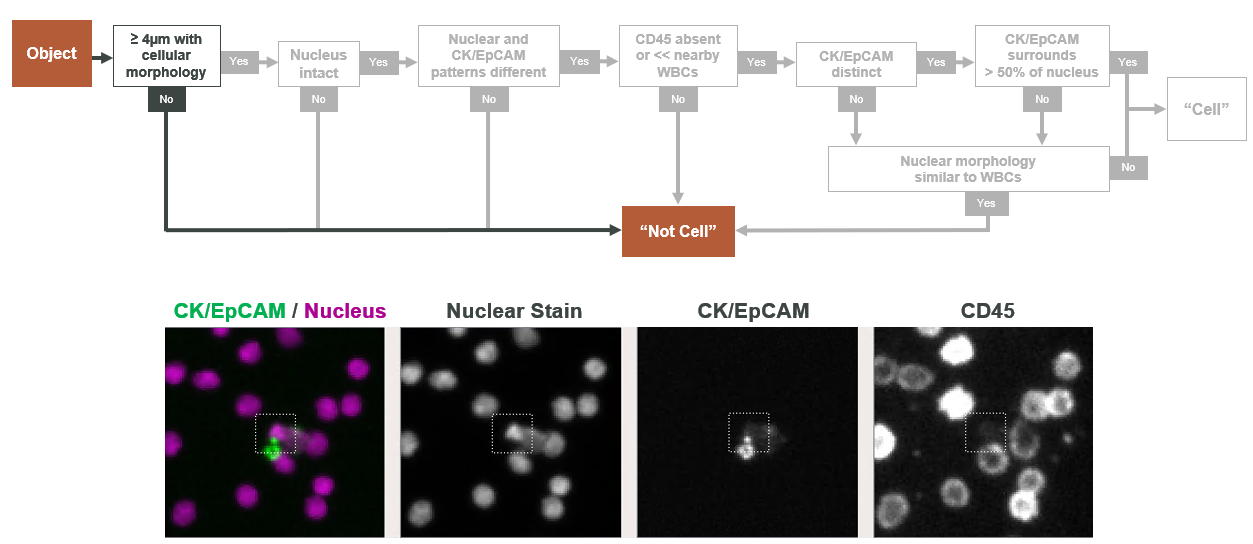 Object
≥ 4μm with
cellular
morphology
Yes
No
Nucleus
intact
Yes
No
Nuclear and
CK/EpCAM
patterns different
Yes
No
CD45 absent
or << nearby
WBCs
Yes
No
CK/EpCAM
distinct
Yes
No
CK/EpCAM
surrounds
> 50% of nucleus
Yes
No
“Cell”
Nuclear morphology
similar to WBCs
No
Yes
“Not Cell”
CK/EpCAM / Nucleus
Nuclear Stain
CK/EpCAM
CD45